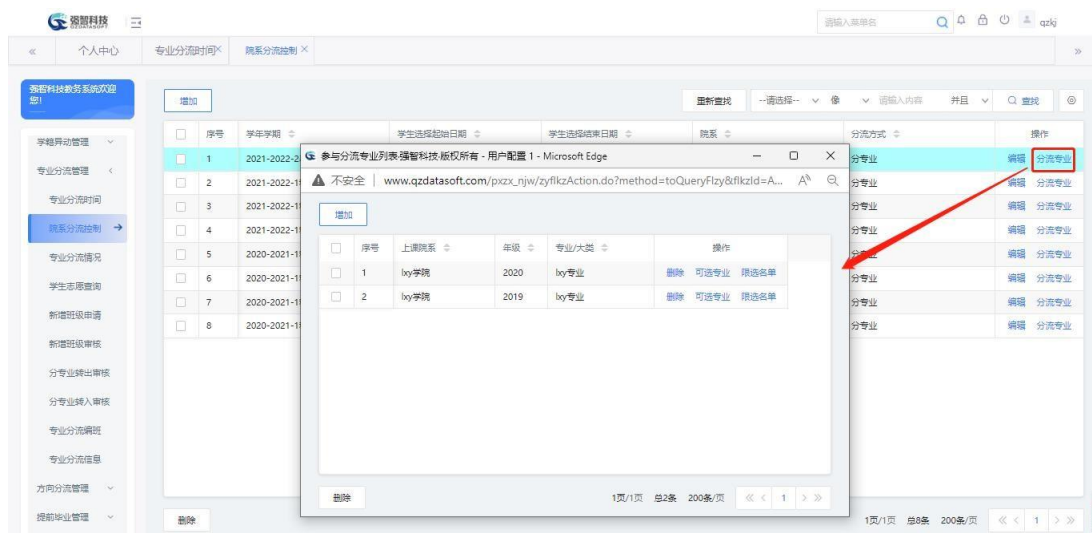 强智科技
QZDATASOFT
请输入菜单名
qzkj
« 个人中心 专业分流时间× 院系分流控制 × »
强智科技教务系统欢迎您!
学籍异动管理
专业分流管理
专业分流时间
院系分流控制 →
专业分流情况
学生志愿查询
新增班级申请
新增班级审核
分专业转出审核
分专业转入审核
专业分流编班
专业分流信息
方向分流管理
提前毕业管理
增加 重新查找 --请选择-- 像 请输入内容 并且 查找
序号 学年学期 学生选择起始日期 学生选择结束日期 院系 分流方式 操作
1 2021-2022-2 分专业 编辑 分流专业
2 2021-2022-1 分专业 编辑 分流专业
3 2021-2022-1 分专业 编辑 分流专业
4 2021-2022-1 分专业 编辑 分流专业
5 2020-2021-1 分专业 编辑 分流专业
6 2020-2021-1 分专业 编辑 分流专业
7 2020-2021-1 分专业 编辑 分流专业
8 2020-2021-1 分专业 编辑 分流专业
删除 1页/1页 总8条 200条/页 « < 1 > »
参与分流专业列表-强智科技-版权所有 - 用户配置 1 - Microsoft Edge
不安全 | www.qzdatasoft.com/pxzx_njw/zyflkzAction.do?method=toQueryFlzy&flkzId=A...
增加
序号 上课院系 年级 专业/大类 操作
1 lxy学院 2020 lxy专业 删除 可选专业 限选名单
2 lxy学院 2019 lxy专业 删除 可选专业 限选名单
删除 1页/1页 总2条 200条/页 « < 1 > »